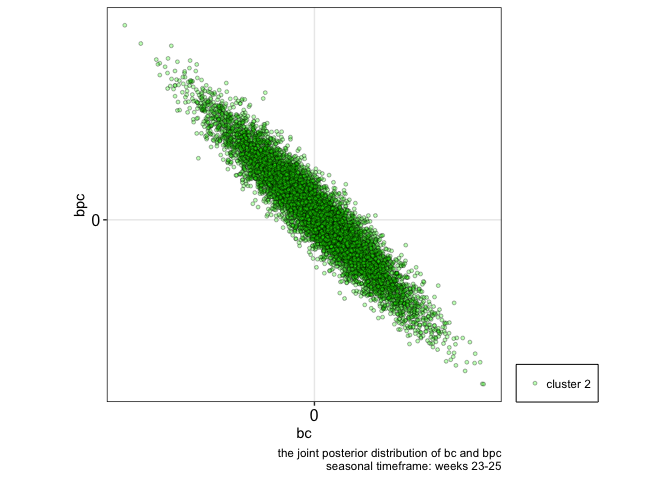 bpc
0
0
bc
cluster 2
the joint posterior distribution of bc and bpc
seasonal timeframe: weeks 23-25